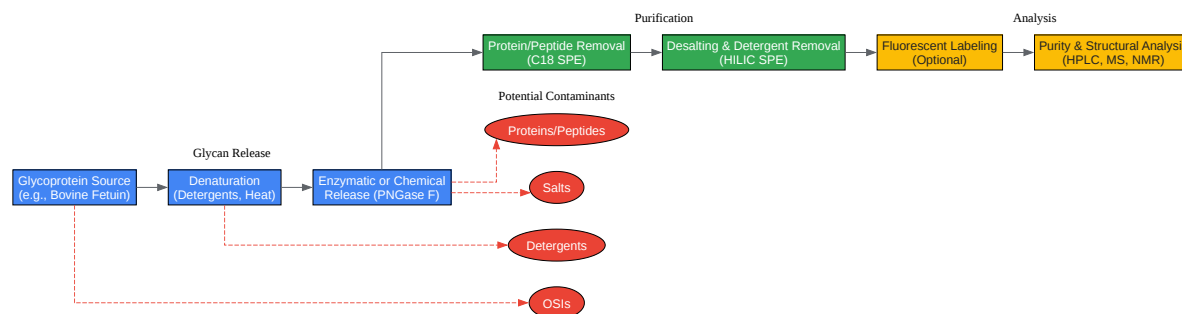 Purification
Analysis
Protein/Peptide Removal
(C18 SPE)
Desalting & Detergent Removal
(HILIC SPE)
Fluorescent Labeling
(Optional)
Purity & Structural Analysis
(HPLC, MS, NMR)
Potential Contaminants
Proteins/Peptides
Glycan Release
Glycoprotein Source
(e.g., Bovine Fetuin)
Denaturation
(Detergents, Heat)
Enzymatic or Chemical
Release (PNGase F)
Salts
Detergents
OSIs